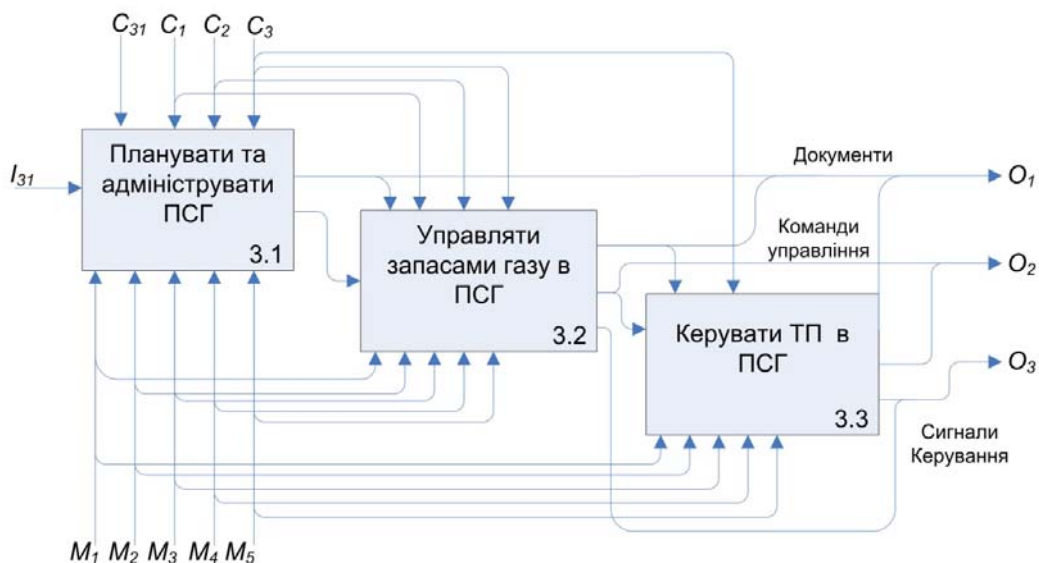 C31 C1 C2 C3
Планувати та
адмініструвати
ПСГ
3.1
I31
Документи
O1
Управляти
запасами газу в
ПСГ
3.2
Команди
управління
O2
Керувати ТП в
ПСГ
3.3
O3
Сигнали
Керування
M1 M2 M3 M4 M5